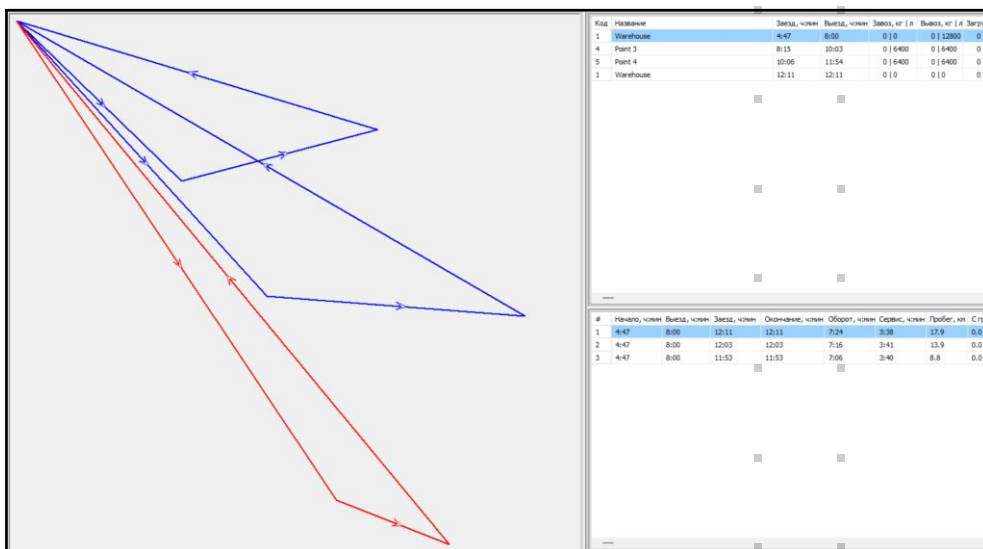 Код Название Заезд, ч:мин Выезд, ч:мин Завоз, кг | л Вывоз, кг | л Загру
1 Warehouse 4:47 8:00 0 | 0 0 | 12800 0
4 Point 3 8:15 10:03 0 | 6400 0 | 6400 0
5 Point 4 10:06 11:54 0 | 6400 0 | 6400 0
1 Warehouse 12:11 12:11 0 | 0 0 | 0 0
# Начало, ч:мин Выезд, ч:мин Заезд, ч:мин Окончание, ч:мин Оборот, ч:мин Сервис, ч:мин Пробег, км С гр
1 4:47 8:00 12:11 12:11 7:24 3:38 17.9 0.0
2 4:47 8:00 12:03 12:03 7:16 3:41 13.9 0.0
3 4:47 8:00 11:53 11:53 7:06 3:40 8.8 0.0